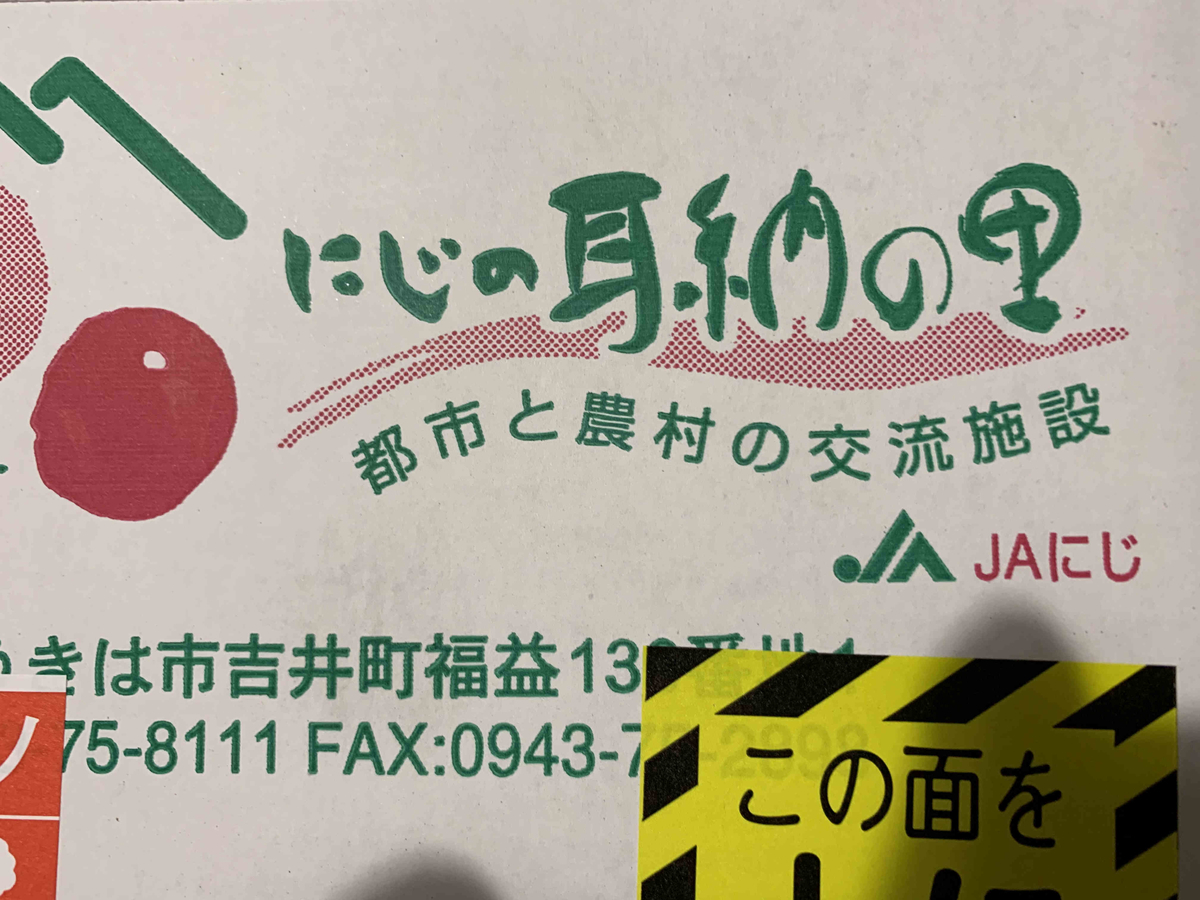 にじの耳納の里
都市と農村の交流施設
JAにじ
きは市吉井町福益13
75-8111 FAX:0943-75-2892
この面を